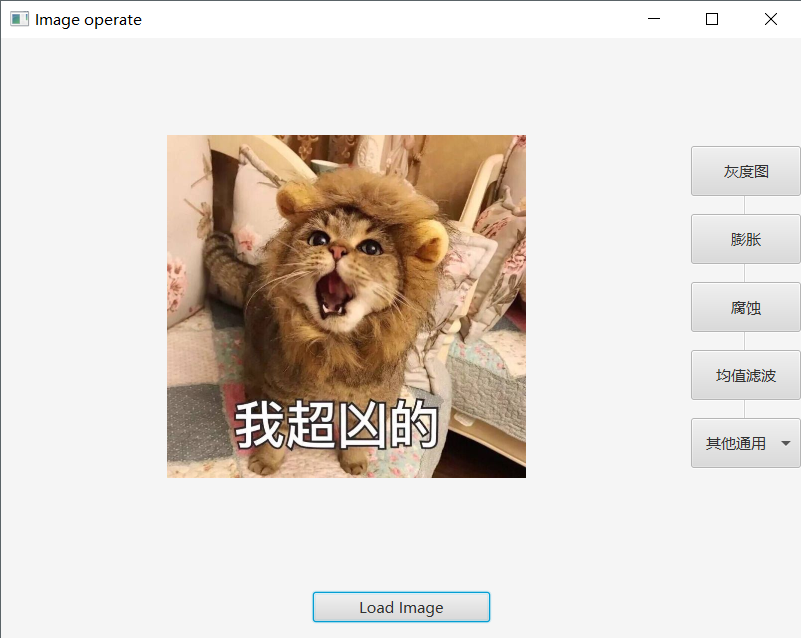 Image operate
灰度图
膨胀
腐蚀
均值滤波
其他通用
我超凶的
Load Image